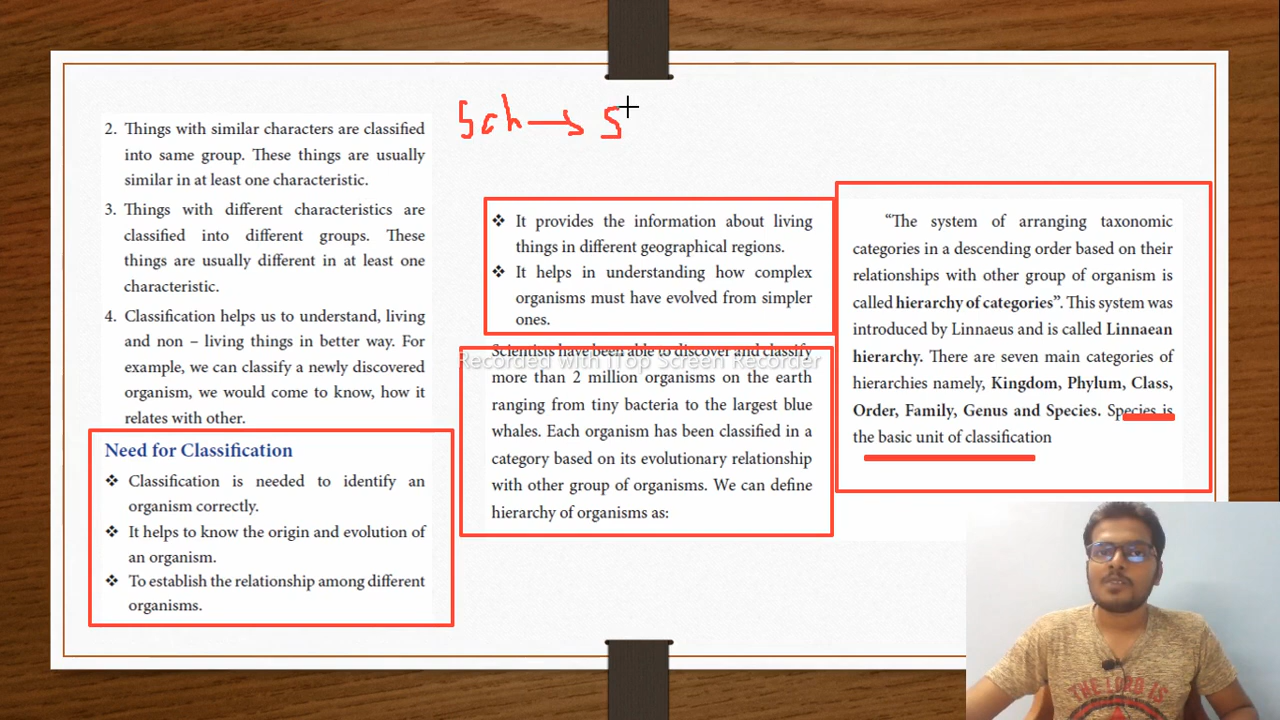 2. Things with similar characters are classified
into same group. These things are usually
similar in at least one characteristic.
3. Things with different characteristics are
classified into different groups. These
things are usually different in at least one
characteristic.
4. Classification helps us to understand, living
and non – living things in better way. For
example, we can classify a newly discovered
organism, we would come to know, how it
relates with other.
Need for Classification
❖ Classification is needed to identify an
organism correctly.
❖ It helps to know the origin and evolution of
an organism.
❖ To establish the relationship among different
organisms.
Sch → S
❖ It provides the information about living
things in different geographical regions.
❖ It helps in understanding how complex
organisms must have evolved from simpler
ones.
Scientists have been able to discover and classify
Recorded with iTop Screen Recorder
more than 2 million organisms on the earth
ranging from tiny bacteria to the largest blue
whales. Each organism has been classified in a
category based on its evolutionary relationship
with other group of organisms. We can define
hierarchy of organisms as:
“The system of arranging taxonomic
categories in a descending order based on their
relationships with other group of organism is
called hierarchy of categories”. This system was
introduced by Linnaeus and is called Linnaean
hierarchy. There are seven main categories of
hierarchies namely, Kingdom, Phylum, Class,
Order, Family, Genus and Species. Species is
the basic unit of classification
THE LORD IS